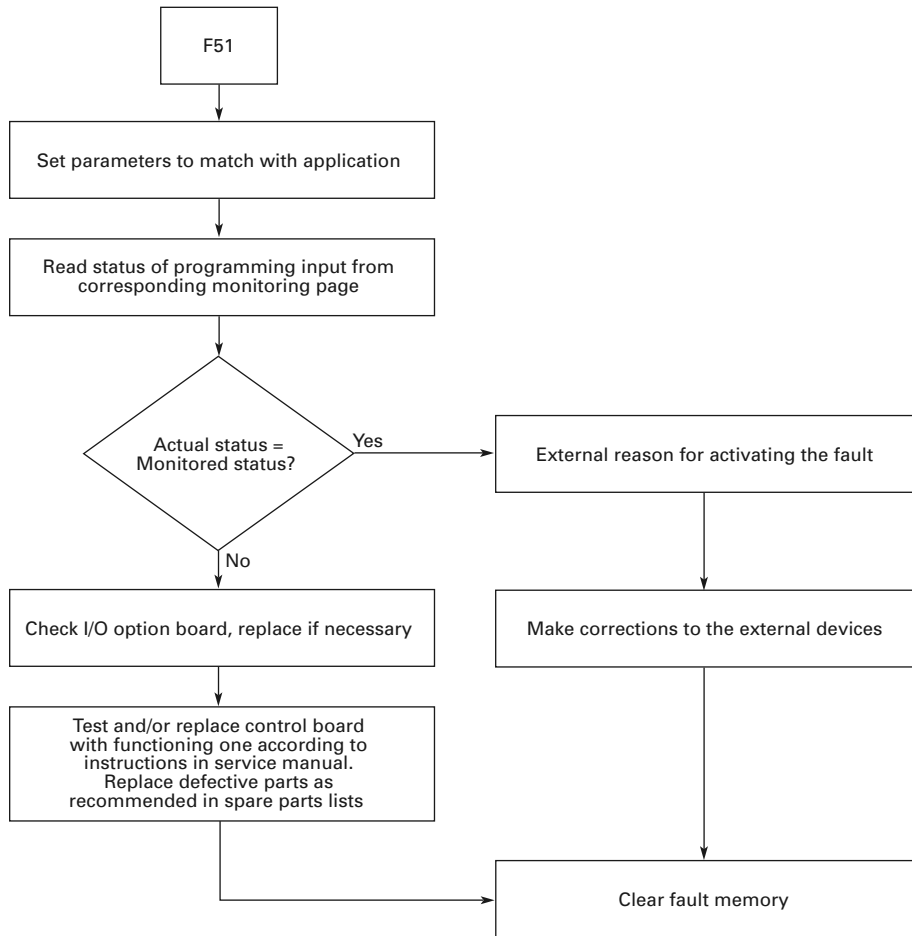 F51
Set parameters to match with application
Read status of programming input from
corresponding monitoring page
Actual status =
Monitored status?
Yes
External reason for activating the fault
No
Check I/O option board, replace if necessary
Make corrections to the external devices
Test and/or replace control board
with functioning one according to
instructions in service manual.
Replace defective parts as
recommended in spare parts lists
Clear fault memory